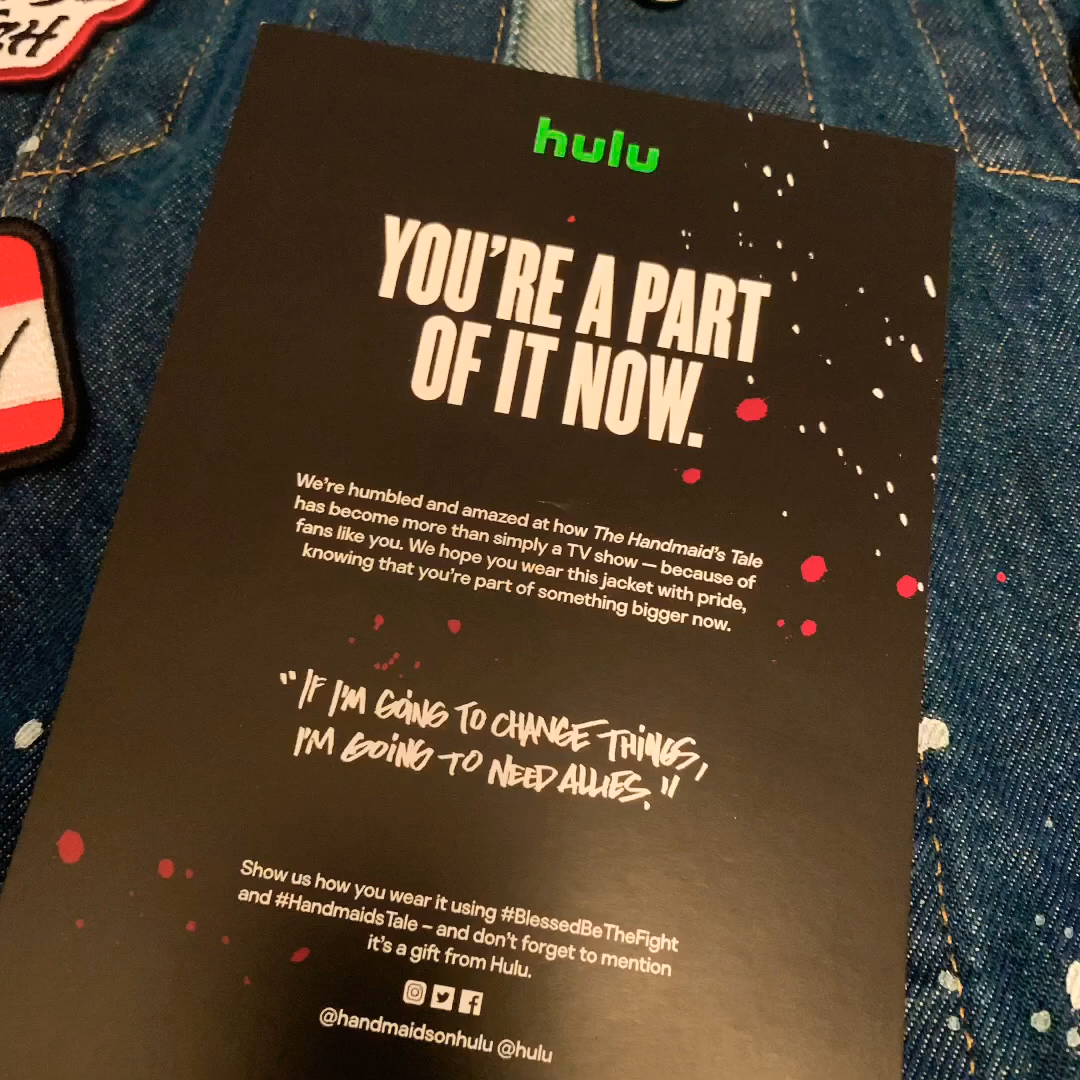 hulu
YOU'RE A PART
OF IT NOW.
We're humbled and amazed at how The Handmaid's Tale
has become more than simply a TV show — because of
fans like you. We hope you wear this jacket with pride,
knowing that you're part of something bigger now.
"IF I'M GOING TO CHANGE THINGS,
I'M GOING TO NEED ALLIES."
Show us how you wear it using #BlessedBeTheFight
and #HandmaidsTale – and don't forget to mention
it's a gift from Hulu.
@handmaidsonhulu @hulu